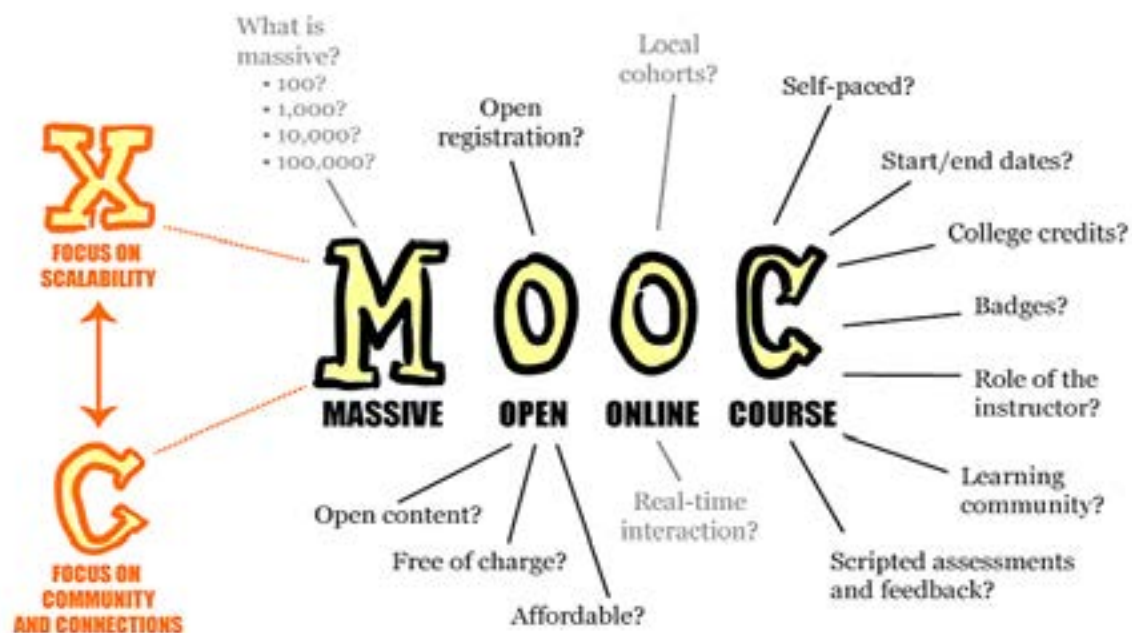 What is
massive?
• 100?
• 1,000?
• 10,000?
• 100,000?
Local
cohorts?
Self-paced?
Open
registration?
Start/end dates?
College credits?
Badges?
Role of the
instructor?
Learning
community?
Scripted assessments
and feedback?
X
FOCUS ON
SCALABILITY
C
FOCUS ON
COMMUNITY
AND CONNECTIONS
MOOC
MASSIVE OPEN ONLINE COURSE
Open content?
Free of charge?
Affordable?
Real-time
interaction?